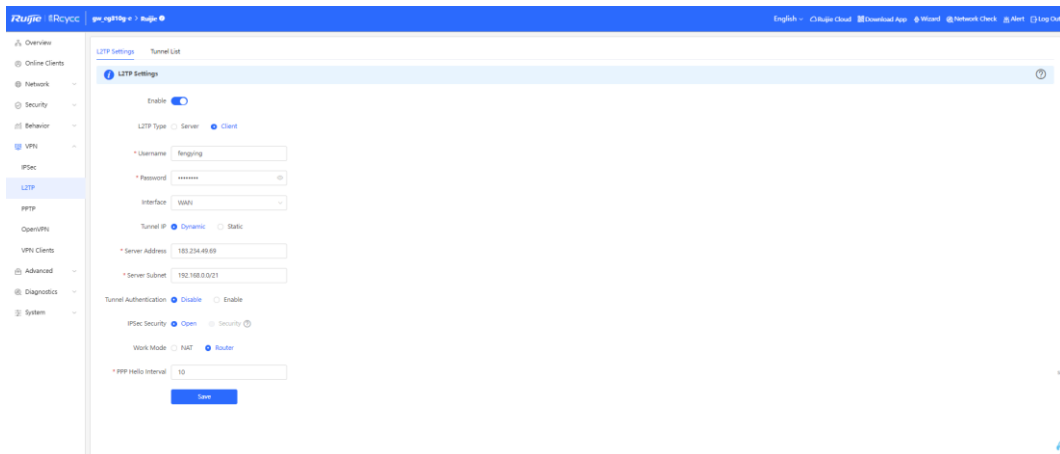 Ruijie Rcycc gw_eg810g-e > Ruijie English Ruijie Cloud Download App Wizard Network Check Alert Log Out
Overview
Online Clients
Network
Security
Behavior
VPN
IPSec
L2TP
PPTP
OpenVPN
VPN Clients
Advanced
Diagnostics
System
L2TP Settings Tunnel List
L2TP Settings
Enable
L2TP Type Server Client
* Username fengying
* Password ••••••••
Interface WAN
Tunnel IP Dynamic Static
* Server Address 183.234.49.69
* Server Subnet 192.168.0.0/21
Tunnel Authentication Disable Enable
IPSec Security Open Security
Work Mode NAT Router
* PPP Hello Interval 10
Save